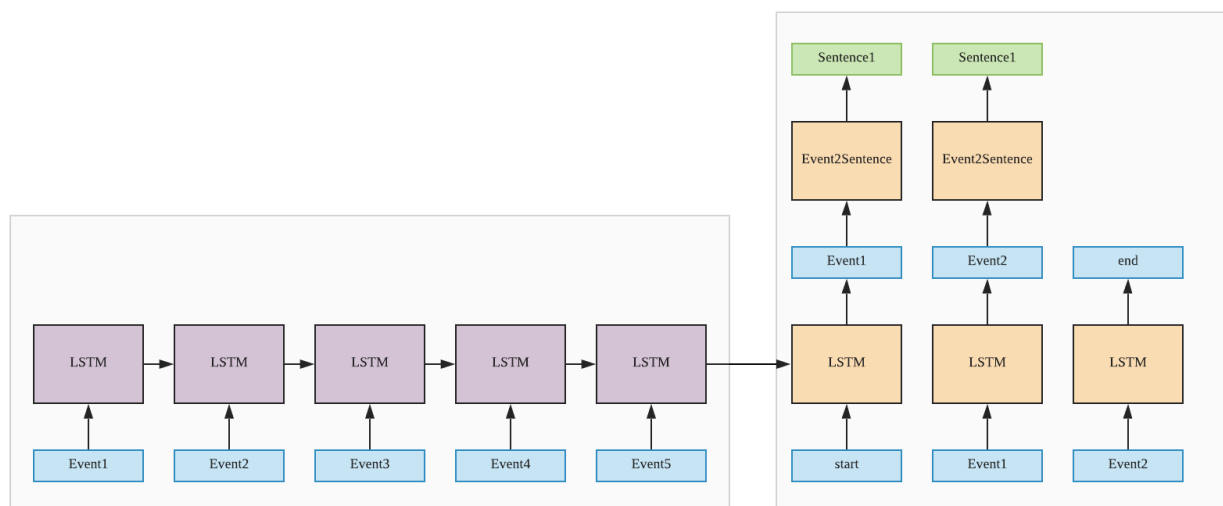 Sentence1 Sentence1
Event2Sentence Event2Sentence
Event1 Event2 end
LSTM LSTM LSTM LSTM LSTM LSTM LSTM LSTM
Event1 Event2 Event3 Event4 Event5 start Event1 Event2